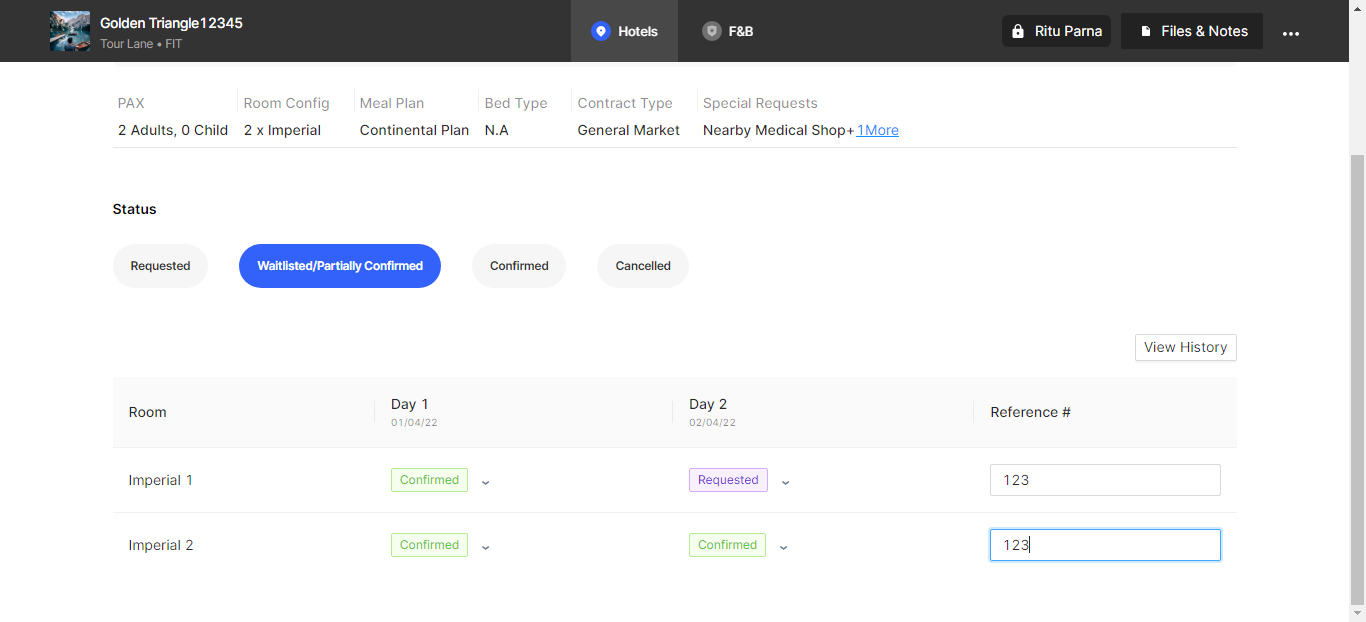 Golden Triangle12345
Tour Lane • FIT
Hotels
F&B
Ritu Parna
Files & Notes
PAX
Room Config
Meal Plan
Bed Type
Contract Type
Special Requests
2 Adults, 0 Child
2 x Imperial
Continental Plan
N.A
General Market
Nearby Medical Shop+ 1More
Status
Requested
Waitlisted/Partially Confirmed
Confirmed
Cancelled
View History
Room
Day 1
01/04/22
Day 2
02/04/22
Reference #
Imperial 1
Confirmed
Requested
123
Imperial 2
Confirmed
Confirmed
123